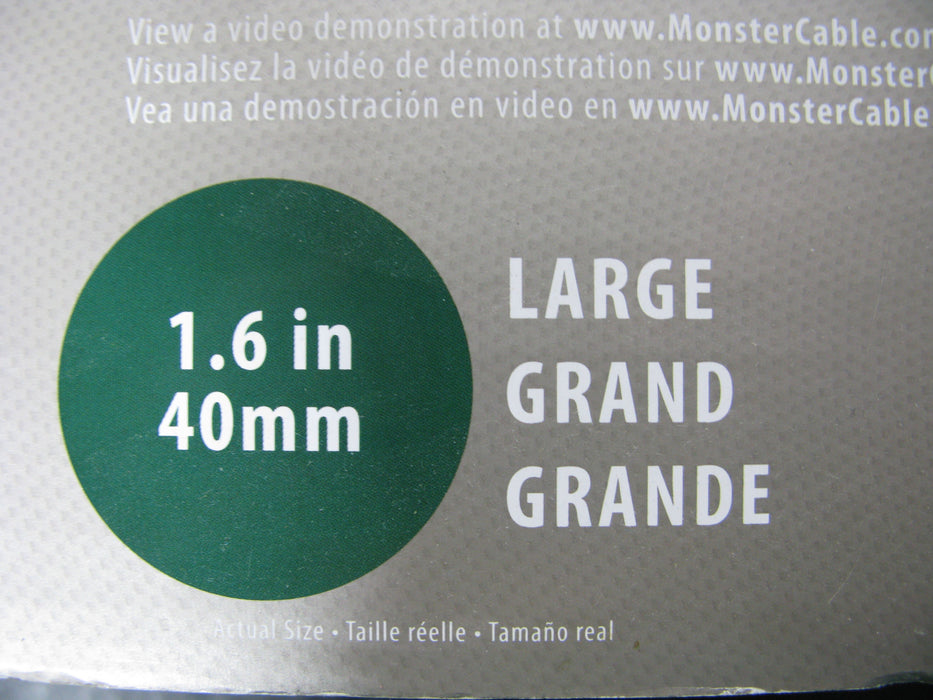 View a video demonstration at www.MonsterCable.com
Visualisez la vidéo de démonstration sur www.Monster
Vea una demostración en video en www.MonsterCable
1.6 in
40mm
LARGE
GRAND
GRANDE
Actual Size • Taille réelle • Tamaño real